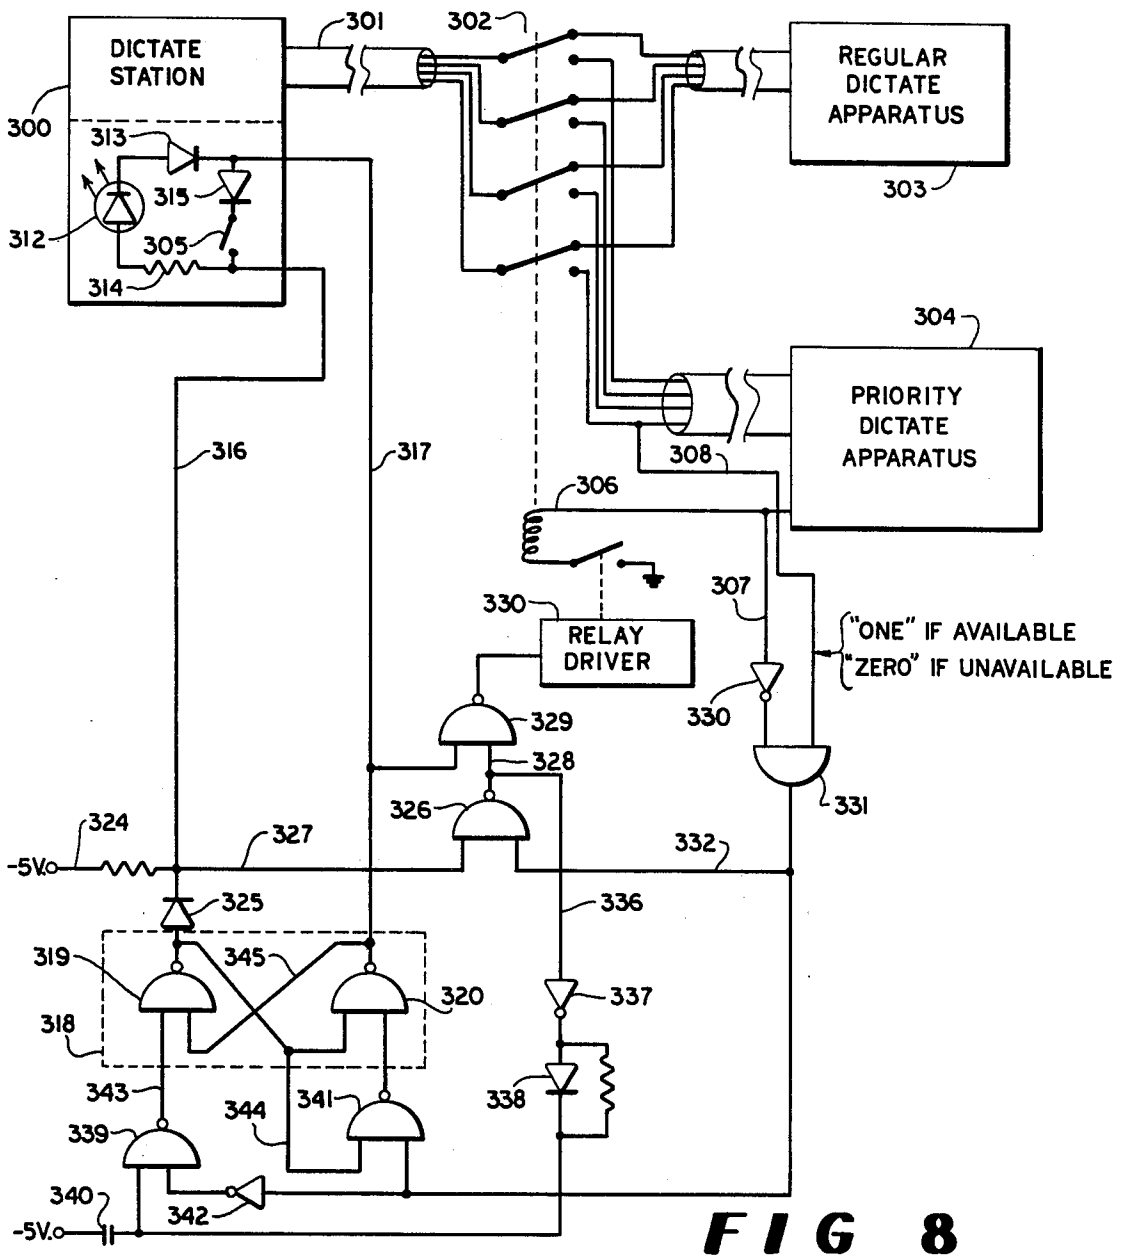 301
302
DICTATE
STATION
REGULAR
DICTATE
APPARATUS
300
313
315
303
312
305
314
304
PRIORITY
DICTATE
APPARATUS
316
317
308
306
307
330
RELAY
DRIVER
"ONE" IF AVAILABLE
"ZERO" IF UNAVAILABLE
330
329
328
331
326
324
327
332
-5V.
325
336
319
345
320
337
318
338
343
341
344
339
340
342
-5V.
FIG 8